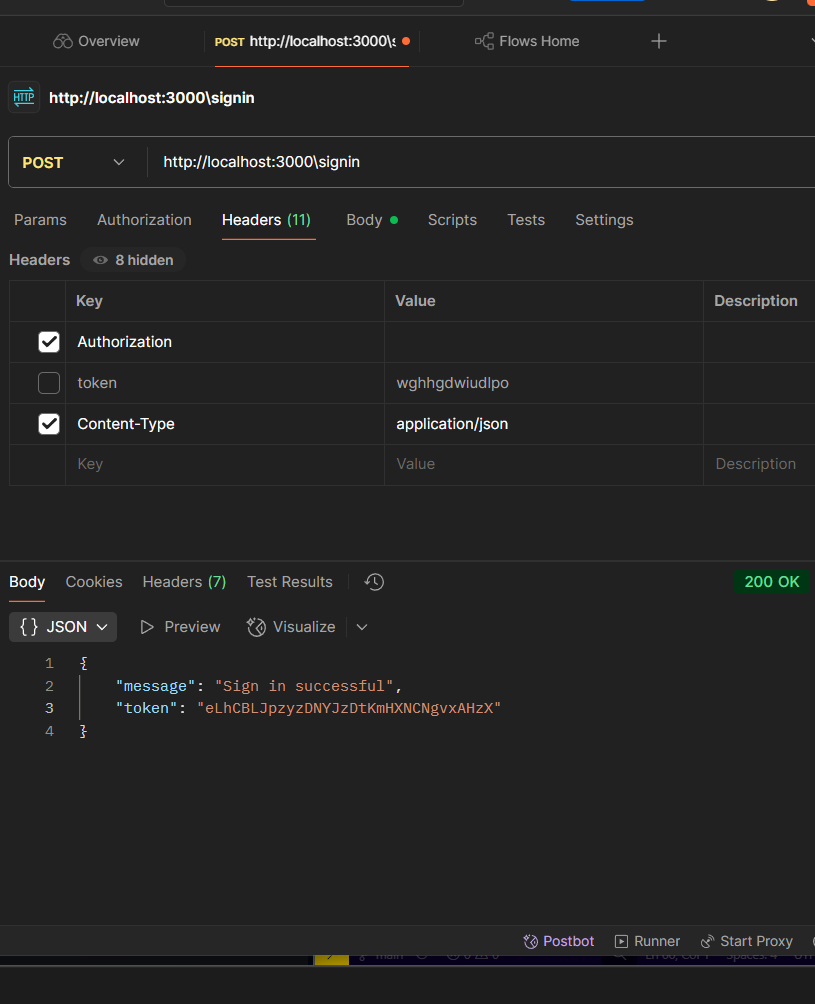 Overview POST http://localhost:3000\s Flows Home
HTTP http://localhost:3000\signin
POST http://localhost:3000\signin
Params Authorization Headers (11) Body Scripts Tests Settings
Headers 8 hidden
Key Value Description
Authorization
token wghhgdwiudlpo
Content-Type application/json
Key Value Description
Body Cookies Headers (7) Test Results 200 OK
{} JSON Preview Visualize
1 {
2 "message": "Sign in successful",
3 "token": "eLhCBLJpzyzDNYJzDtKmHXNCNgvxAHzX"
4 }
Postbot Runner Start Proxy
main